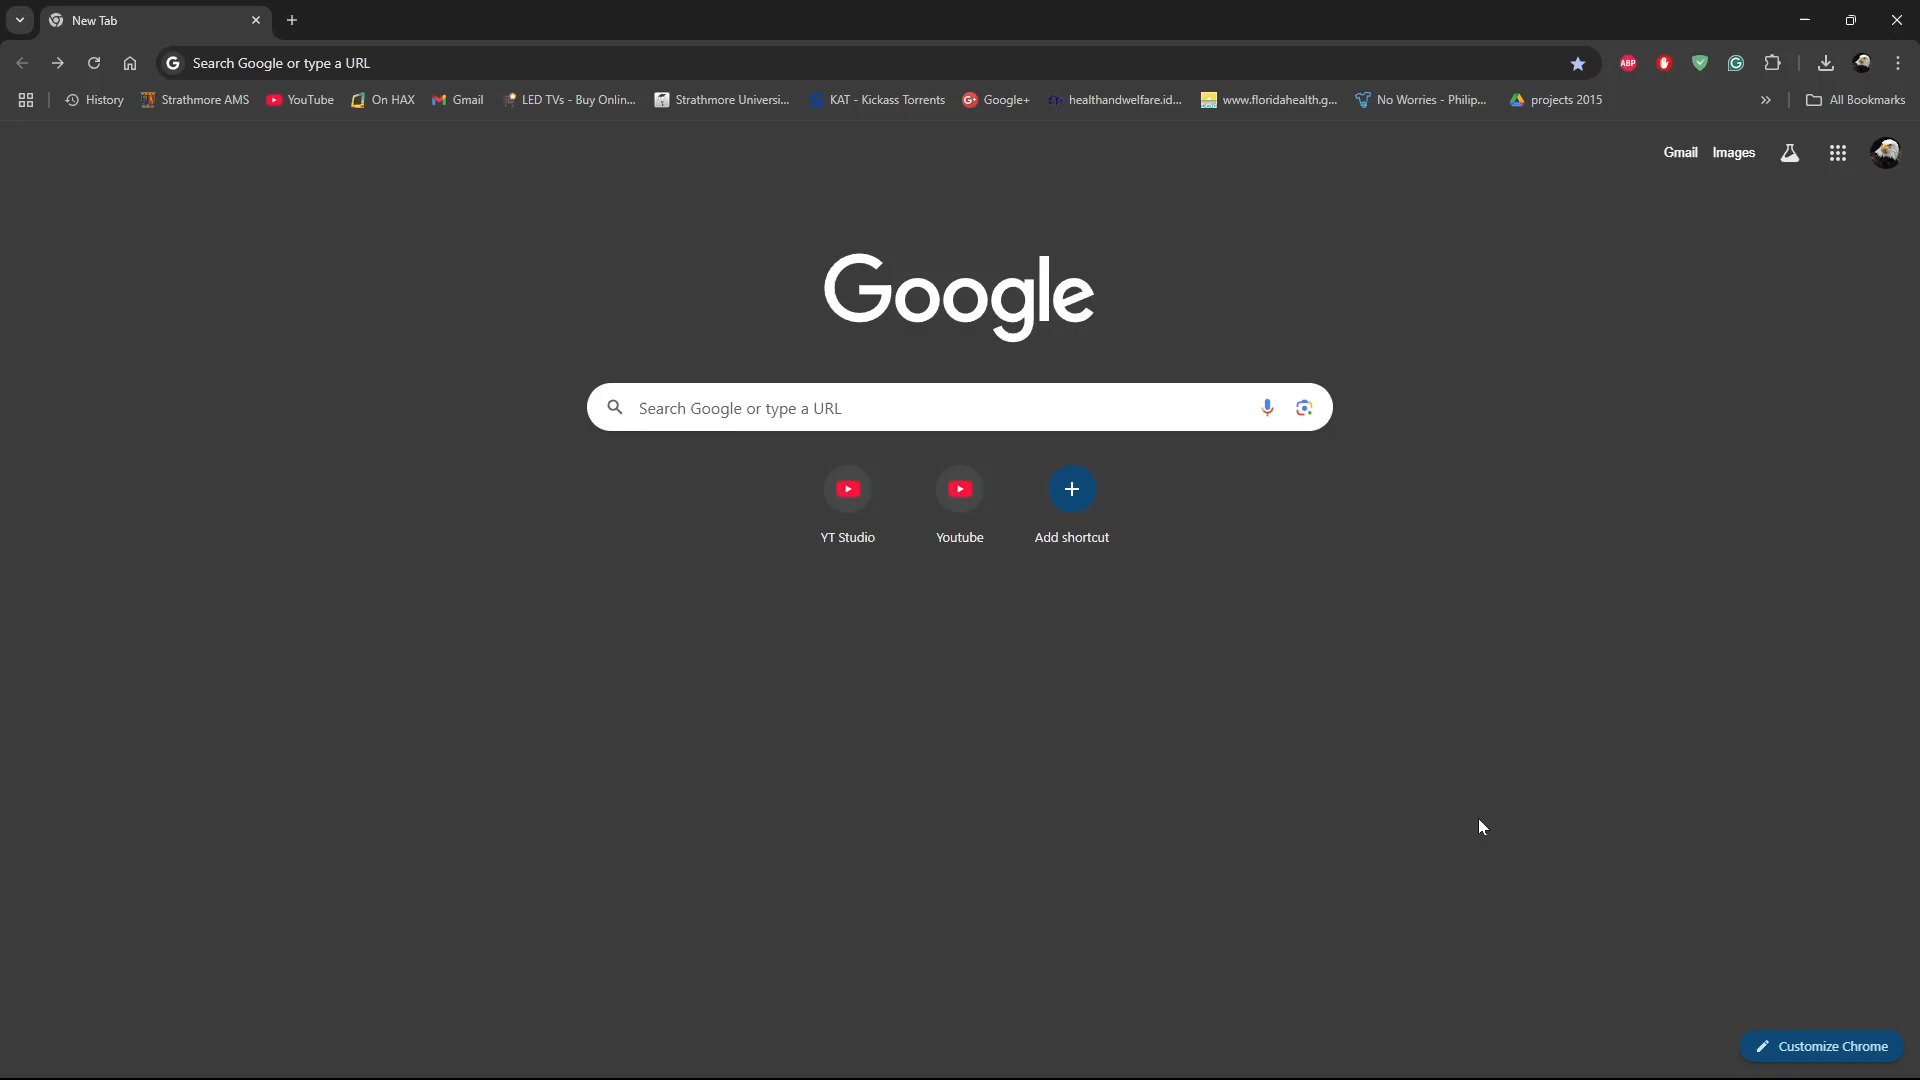 New Tab
Search Google or type a URL
ABP
History
Strathmore AMS
YouTube
On HAX
Gmail
LED TVs - Buy Onlin...
Strathmore Universi...
KAT - Kickass Torrents
Google+
healthandwelfare.id...
www.floridahealth.g...
No Worries - Philip...
projects 2015
All Bookmarks
Gmail
Images
Google
Search Google or type a URL
YT Studio
Youtube
Add shortcut
Customize Chrome